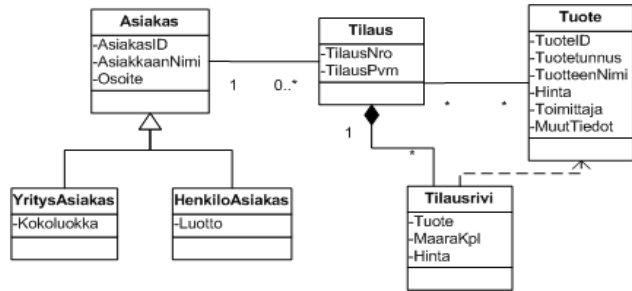 Asiakas
-AsiakasID
-AsiakkaanNimi
-Osoite
1
0..*
Tilaus
-TilausNro
-TilausPvm
*
*
Tuote
-TuoteID
-Tuotetunnus
-TuotteenNimi
-Hinta
-Toimittaja
-MuutTiedot
1
*
YritysAsiakas
-Kokoluokka
HenkiloAsiakas
-Luotto
Tilausrivi
-Tuote
-MaaraKpl
-Hinta